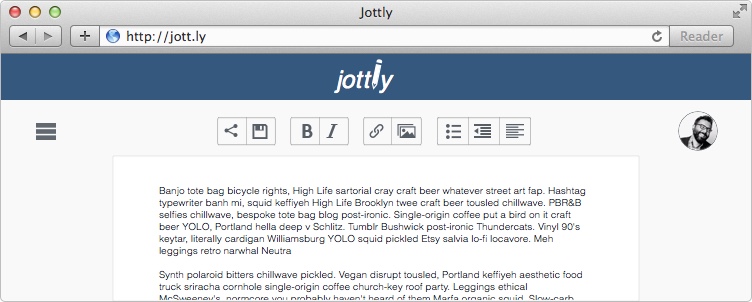 Jottly
http://jott.ly
Reader
jottly
B I
Banjo tote bag bicycle rights, High Life sartorial cray craft beer whatever street art fap. Hashtag
typewriter banh mi, squid keffiyeh High Life Brooklyn twee craft beer tousled chillwave. PBR&B
selfies chillwave, bespoke tote bag blog post-ironic. Single-origin coffee put a bird on it craft
beer YOLO, Portland hella deep v Schlitz. Tumblr Bushwick post-ironic Thundercats. Vinyl 90's
keytar, literally cardigan Williamsburg YOLO squid pickled Etsy salvia lo-fi locavore. Meh
leggings retro narwhal Neutra
Synth polaroid bitters chillwave pickled. Vegan disrupt tousled, Portland keffiyeh aesthetic food
truck sriracha cornhole single-origin coffee church-key roof party. Leggings ethical
McSweeney's, normcore you probably haven't heard of them Marfa organic squid. Slow-carb